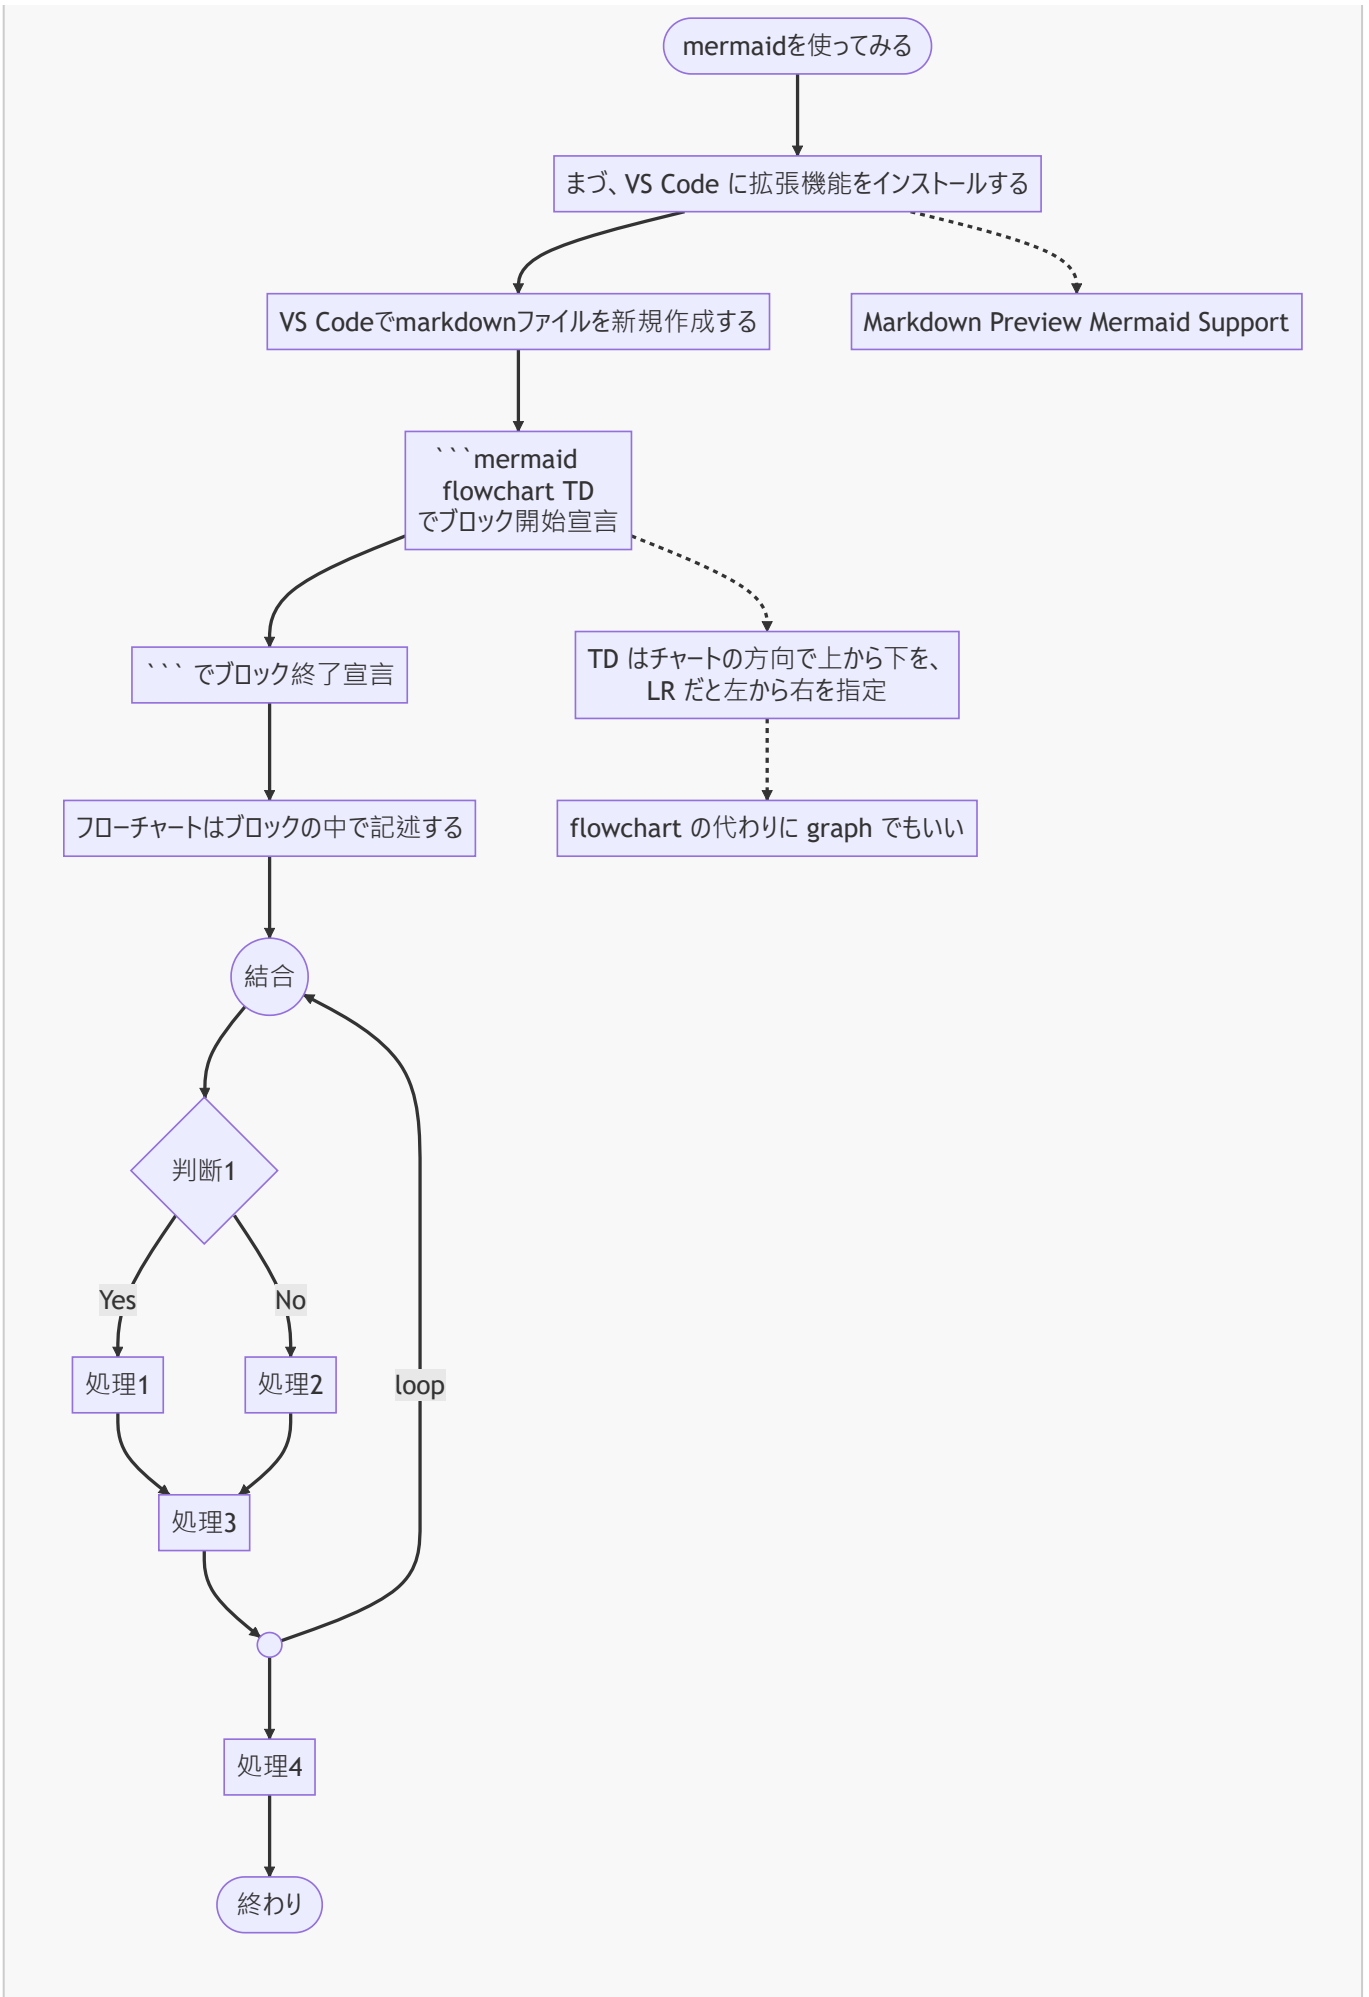 mermaidを使ってみる
まづ、VS Code に拡張機能をインストールする
VS Codeでmarkdownファイルを新規作成する
Markdown Preview Mermaid Support
```mermaid
flowchart TD
でブロック開始宣言
``` でブロック終了宣言
TD はチャートの方向で上から下を、
LR だと左から右を指定
フローチャートはブロックの中で記述する
flowchart の代わりに graph でもいい
結合
判断1
Yes
No
処理1
処理2
loop
処理3
処理4
終わり